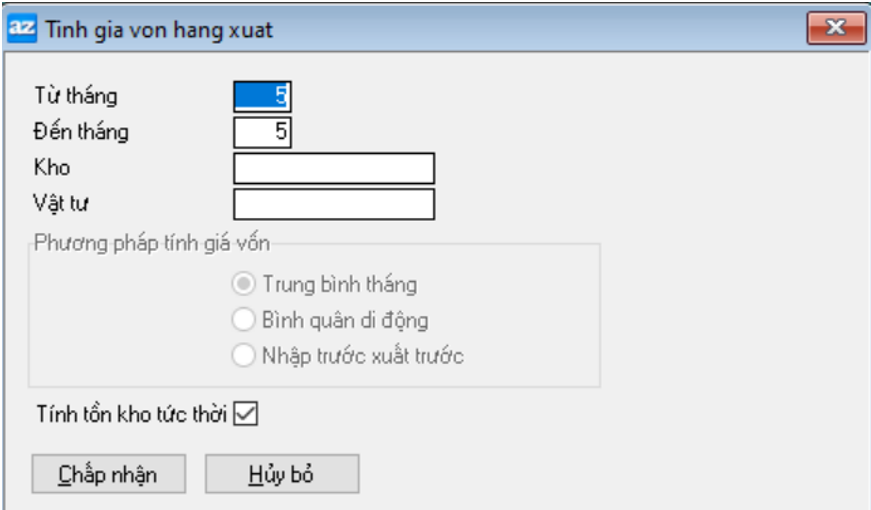 az Tinh gia von hang xuat
Từ tháng 5
Đến tháng 5
Kho
Vật tư
Phương pháp tính giá vốn
Trung bình tháng
Bình quân di động
Nhập trước xuất trước
Tính tồn kho tức thời
Chấp nhận Hủy bỏ